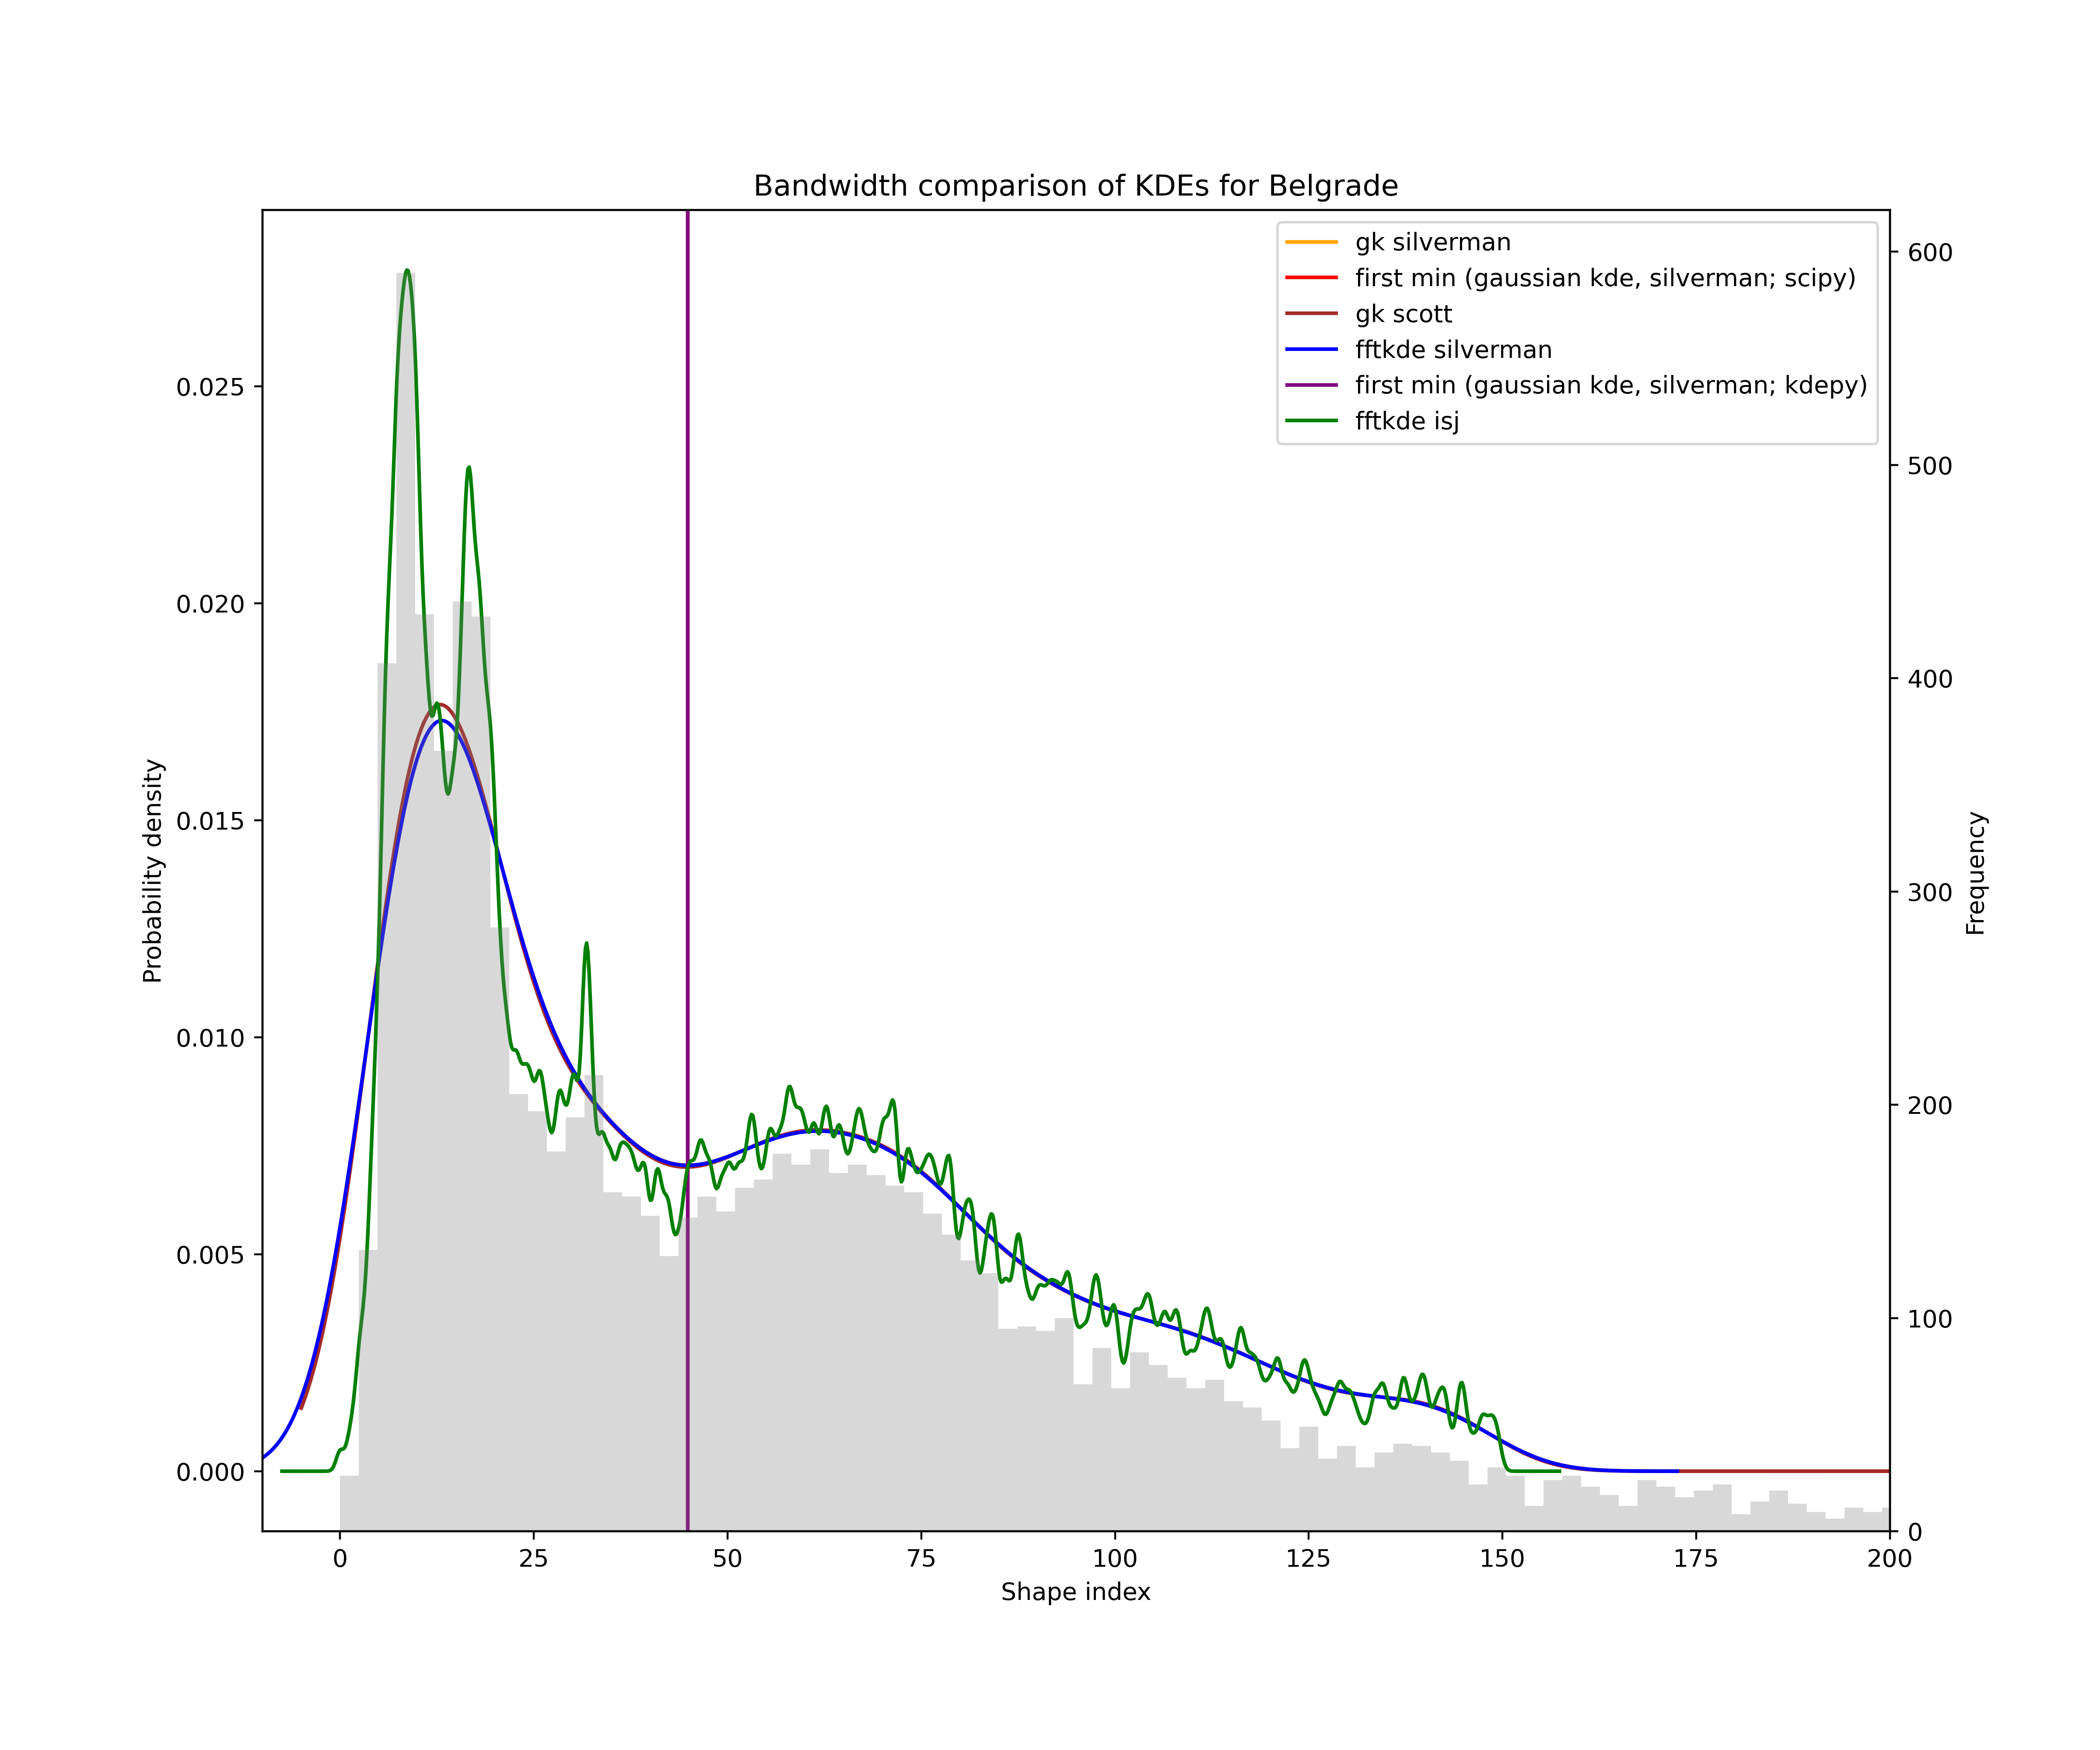 Bandwidth comparison of KDEs for Belgrade
gk silverman
first min (gaussian kde, silverman; scipy)
gk scott
fftkde silverman
first min (gaussian kde, silverman; kdepy)
fftkde isj
Probability density
0.025
0.020
0.015
0.010
0.005
0.000
600
500
400
300
200
100
0
Frequency
0 25 50 75 100 125 150 175 200
Shape index